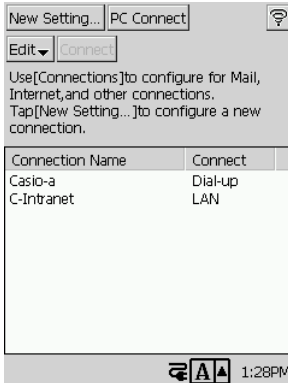 New Setting... PC Connect ?
Edit Connect
Use[Connections]to configure for Mail,
Internet,and other connections.
Tap[New Setting...]to configure a new
connection.
Connection Name Connect
Casio-a Dial-up
C-Intranet LAN
A 1:28PM